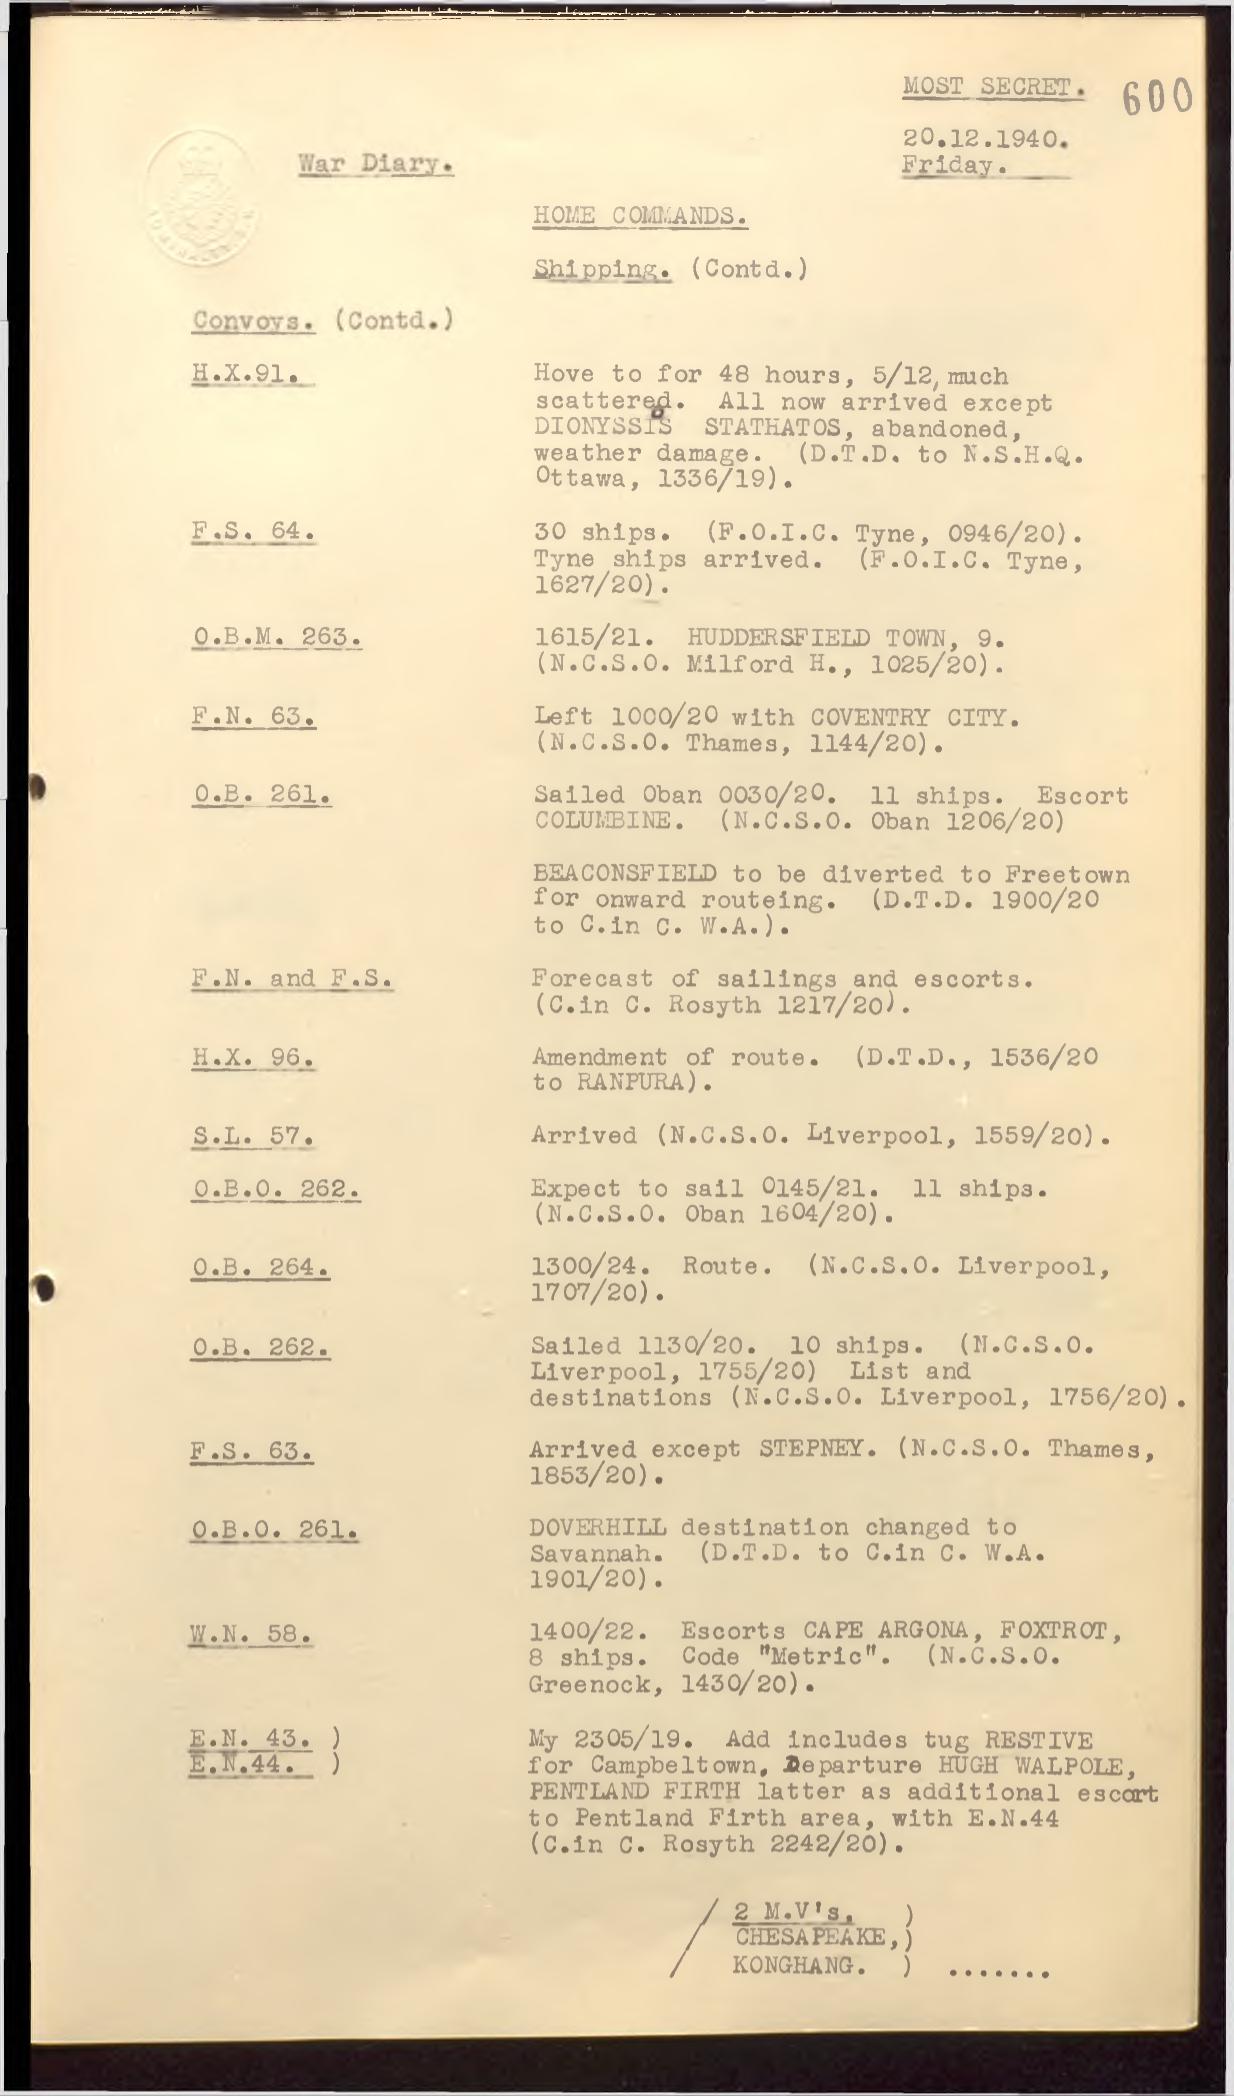 MOST SECRET.
600
20.12.1940.
Friday.
War Diary.
HOME COMMANDS.
Shipping. (Contd.)
Convoys. (Contd.)
H.X.91.
Hove to for 48 hours, 5/12, much
scattered. All now arrived except
DIONYSSIS STATHATOS, abandoned,
weather damage. (D.T.D. to N.S.H.Q.
Ottawa, 1336/19).
F.S. 64.
30 ships. (F.O.I.C. Tyne, 0946/20).
Tyne ships arrived. (F.O.I.C. Tyne,
1627/20).
O.B.M. 263.
1615/21. HUDDERSFIELD TOWN, 9.
(N.C.S.O. Milford H., 1025/20).
F.N. 63.
Left 1000/20 with COVENTRY CITY.
(N.C.S.O. Thames, 1144/20).
O.B. 261.
Sailed Oban 0030/20. 11 ships. Escort
COLUMBINE. (N.C.S.O. Oban 1206/20)
BEACONSFIELD to be diverted to Freetown
for onward routeing. (D.T.D. 1900/20
to C.in C. W.A.).
F.N. and F.S.
Forecast of sailings and escorts.
(C.in C. Rosyth 1217/20).
H.X. 96.
Amendment of route. (D.T.D., 1536/20
to RANPURA).
S.L. 57.
Arrived (N.C.S.O. Liverpool, 1559/20).
O.B.O. 262.
Expect to sail 0145/21. 11 ships.
(N.C.S.O. Oban 1604/20).
O.B. 264.
1300/24. Route. (N.C.S.O. Liverpool,
1707/20).
O.B. 262.
Sailed 1130/20. 10 ships. (N.C.S.O.
Liverpool, 1755/20) List and
destinations (N.C.S.O. Liverpool, 1756/20).
F.S. 63.
Arrived except STEPNEY. (N.C.S.O. Thames,
1853/20).
O.B.O. 261.
DOVERHILL destination changed to
Savannah. (D.T.D. to C.in C. W.A.
1901/20).
W.N. 58.
1400/22. Escorts CAPE ARGONA, FOXTROT,
8 ships. Code "Metric". (N.C.S.O.
Greenock, 1430/20).
E.N. 43. )
E.N.44. )
My 2305/19. Add includes tug RESTIVE
for Campbeltown, Departure HUGH WALPOLE,
PENTLAND FIRTH latter as additional escort
to Pentland Firth area, with E.N.44
(C.in C. Rosyth 2242/20).
/ 2 M.V's, )
CHESAPEAKE,)
KONGHANG. ) .......